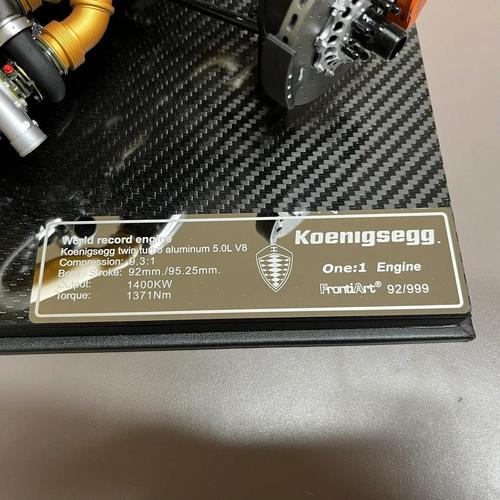 World record engine
Koenigsegg twin turbo aluminum 5.0L V8
Compression: 9.3:1
Bore / Stroke: 92mm./95.25mm.
Output: 1400KW
Torque: 1371Nm
Koenigsegg.
One:1 Engine
FrontiArt® 92/999